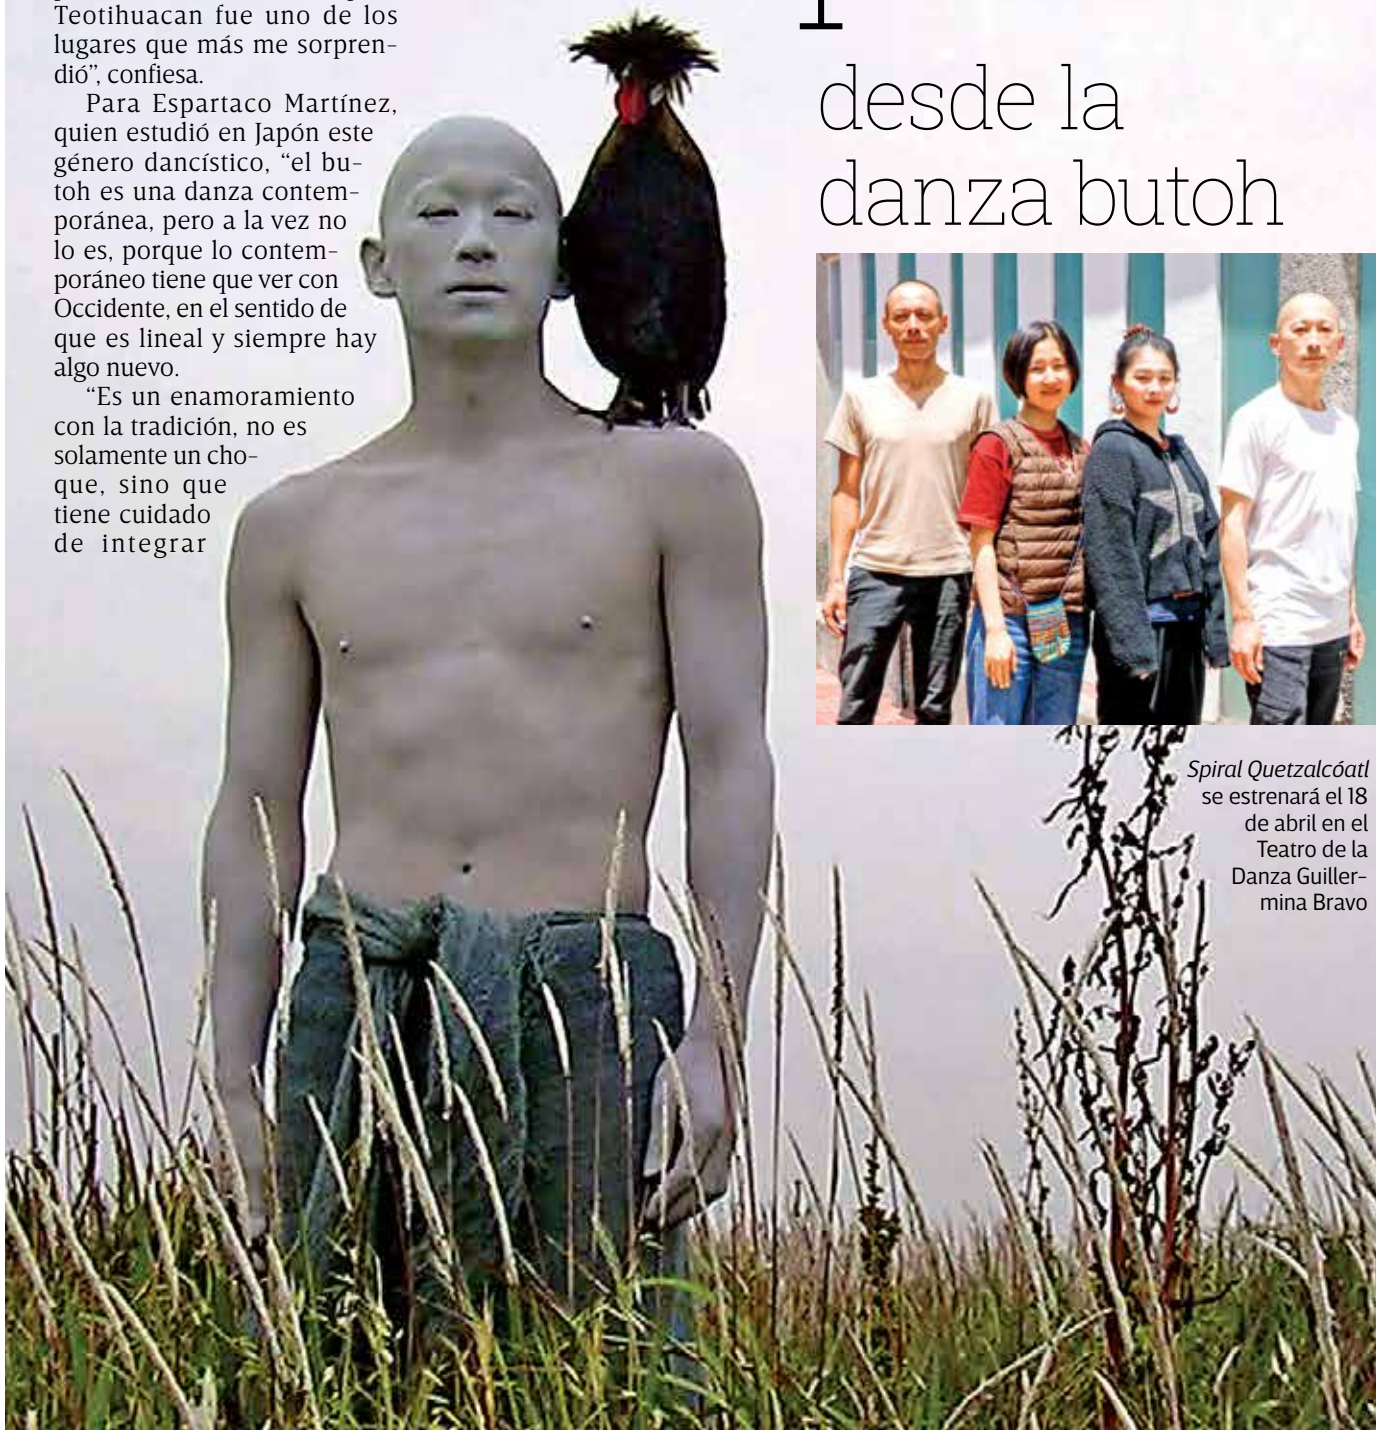 Teotihuacan fue uno de los
lugares que más me sorpren-
dió”, confiesa.
Para Espartaco Martínez,
quien estudió en Japón este
género dancístico, “el bu-
toh es una danza contem-
poránea, pero a la vez no
lo es, porque lo contem-
poráneo tiene que ver con
Occidente, en el sentido de
que es lineal y siempre hay
algo nuevo.
“Es un enamoramiento
con la tradición, no es
solamente un cho-
que, sino que
tiene cuidado
de integrar
desde la
danza butoh
Spiral Quetzalcóatl
se estrenará el 18
de abril en el
Teatro de la
Danza Guiller-
mina Bravo